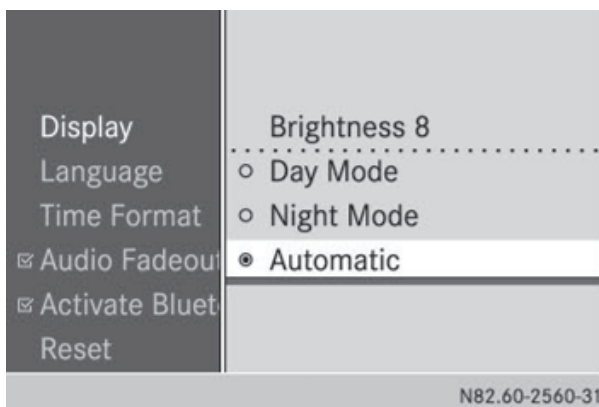 Display
Language
Time Format
Audio Fadeout
Activate Bluet
Reset
Brightness 8
Day Mode
Night Mode
Automatic
N82.60-2560-31